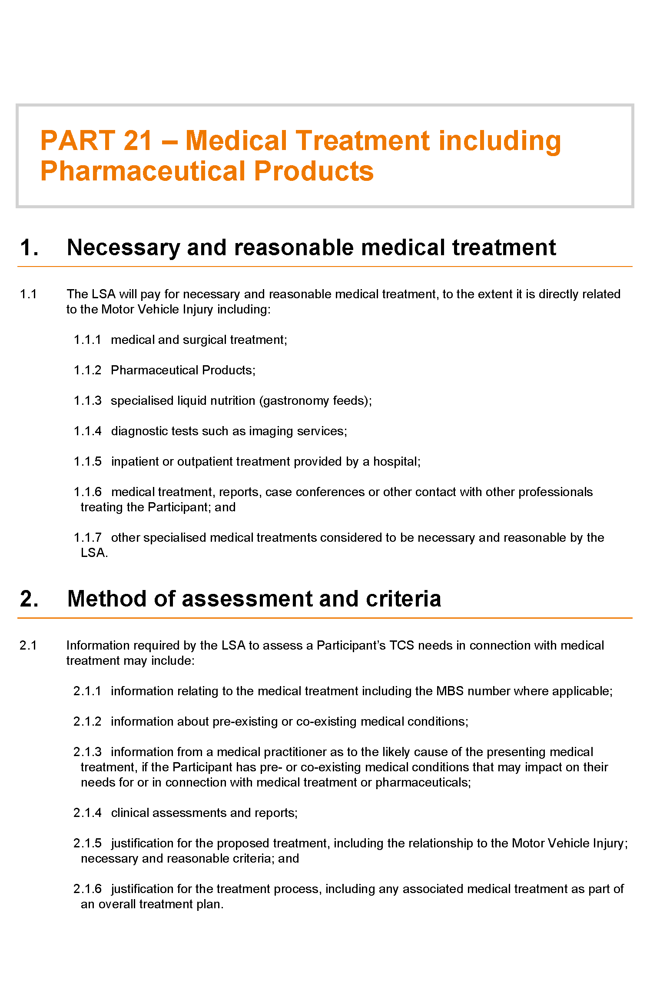 PART 21 – Medical Treatment including
Pharmaceutical Products
1. Necessary and reasonable medical treatment
1.1 The LSA will pay for necessary and reasonable medical treatment, to the extent it is directly related
to the Motor Vehicle Injury including:
1.1.1 medical and surgical treatment;
1.1.2 Pharmaceutical Products;
1.1.3 specialised liquid nutrition (gastronomy feeds);
1.1.4 diagnostic tests such as imaging services;
1.1.5 inpatient or outpatient treatment provided by a hospital;
1.1.6 medical treatment, reports, case conferences or other contact with other professionals
treating the Participant; and
1.1.7 other specialised medical treatments considered to be necessary and reasonable by the
LSA.
2. Method of assessment and criteria
2.1 Information required by the LSA to assess a Participant’s TCS needs in connection with medical
treatment may include:
2.1.1 information relating to the medical treatment including the MBS number where applicable;
2.1.2 information about pre-existing or co-existing medical conditions;
2.1.3 information from a medical practitioner as to the likely cause of the presenting medical
treatment, if the Participant has pre- or co-existing medical conditions that may impact on their
needs for or in connection with medical treatment or pharmaceuticals;
2.1.4 clinical assessments and reports;
2.1.5 justification for the proposed treatment, including the relationship to the Motor Vehicle Injury;
necessary and reasonable criteria; and
2.1.6 justification for the treatment process, including any associated medical treatment as part of
an overall treatment plan.